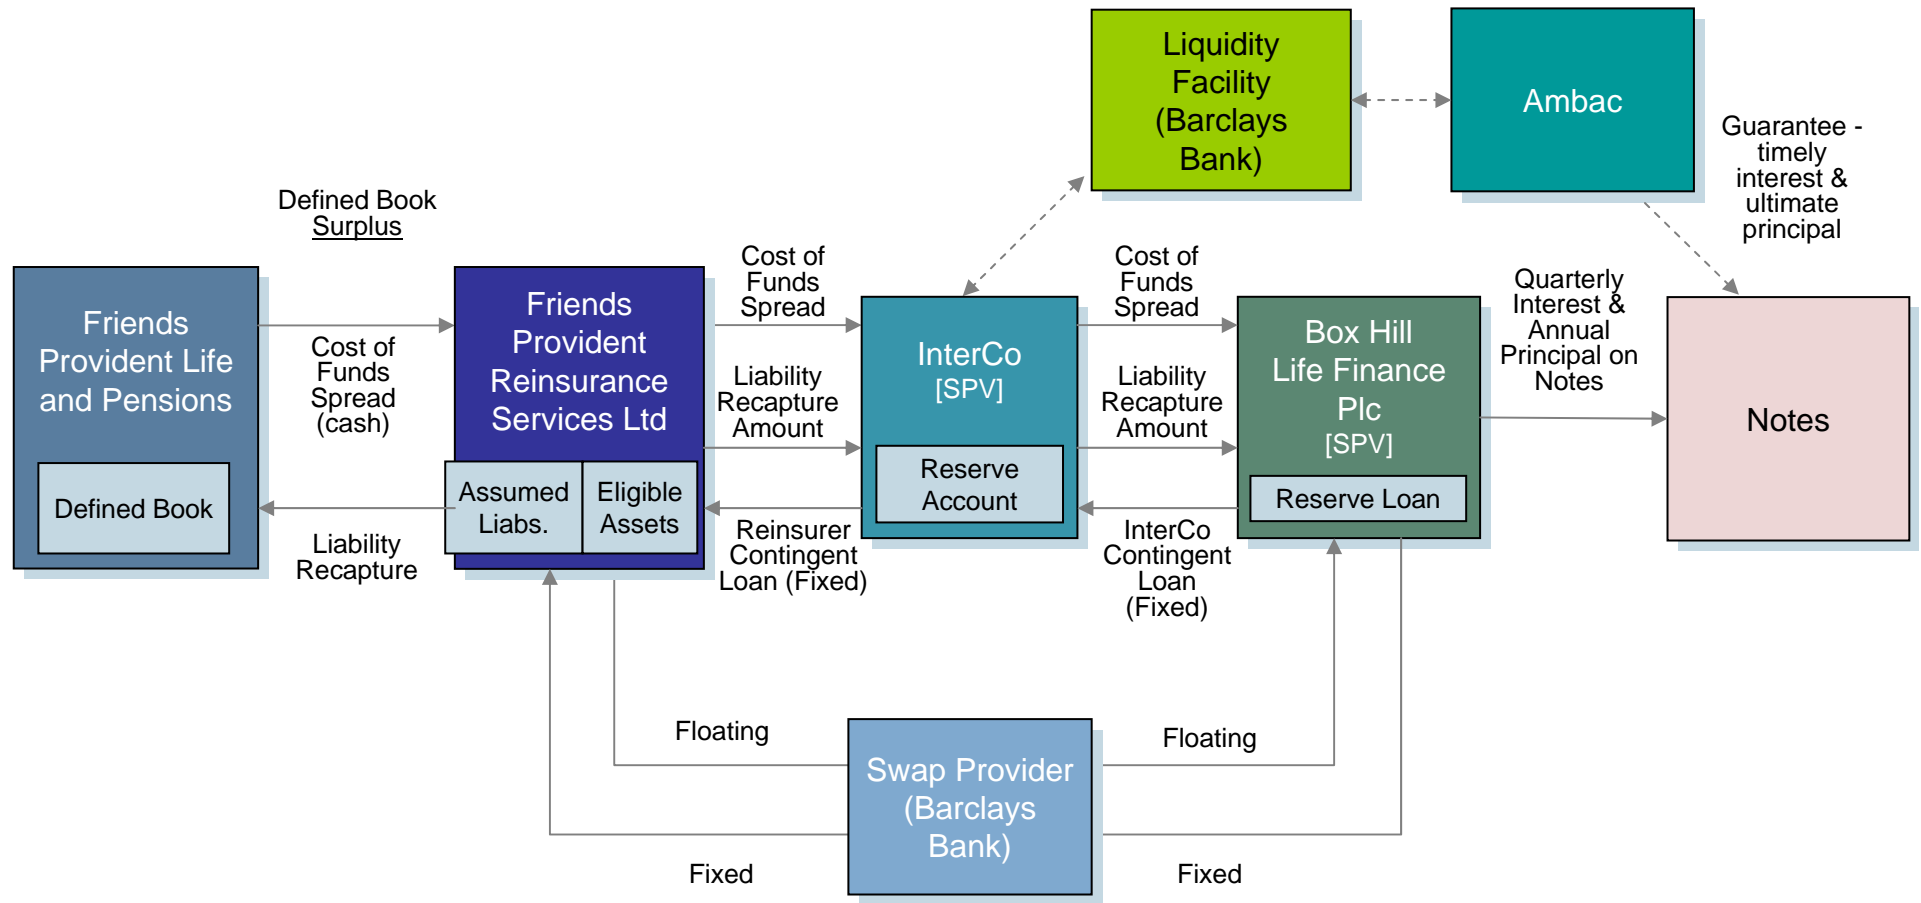 Liquidity
Facility
(Barclays
Bank)
Ambac
Guarantee -
timely
interest &
ultimate
principal
Defined Book
Surplus
Cost of
Funds
Spread
(cash)
Friends
Provident Life
and Pensions
Defined Book
Liability
Recapture
Friends
Provident
Reinsurance
Services Ltd
Assumed
Liabs.
Eligible
Assets
Cost of
Funds
Spread
Liability
Recapture
Amount
Reinsurer
Contingent
Loan (Fixed)
InterCo
[SPV]
Reserve
Account
Cost of
Funds
Spread
Liability
Recapture
Amount
InterCo
Contingent
Loan
(Fixed)
Box Hill
Life Finance
Plc
[SPV]
Reserve Loan
Quarterly
Interest &
Annual
Principal on
Notes
Notes
Floating
Fixed
Swap Provider
(Barclays
Bank)
Floating
Fixed